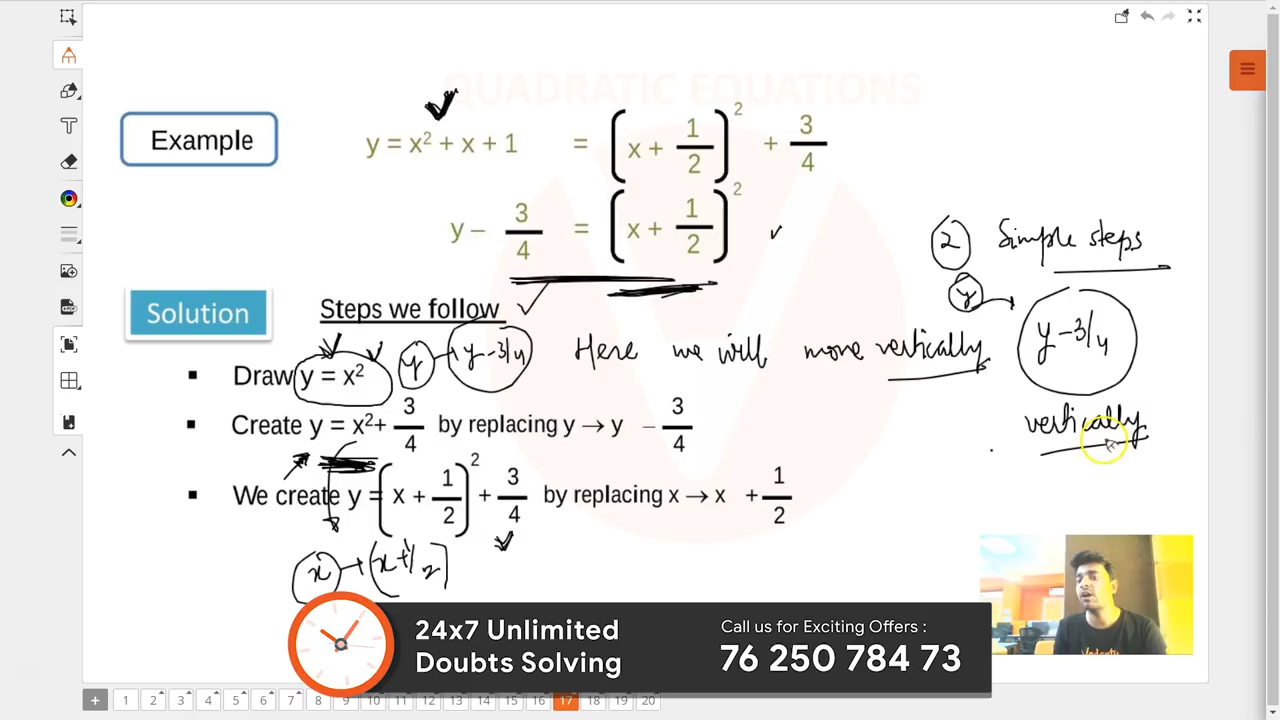 QUADRATIC EQUATIONS
Example
y = x² + x + 1 = (x + 1/2)² + 3/4
y − 3/4 = (x + 1/2)²
2 Simple steps
Solution
Steps we follow
y → y − 3/4
Here we will move vertically
y → y − 3/4
vertically
▪ Draw y = x²
▪ Create y = x² + 3/4 by replacing y → y − 3/4
▪ We create y = (x + 1/2)² + 3/4 by replacing x → x + 1/2
x → (x + 1/2)
24x7 Unlimited
Doubts Solving
Call us for Exciting Offers :
76 250 784 73
Vedantu
+ 1 2 3 4 5 6 7 8 9 10 11 12 13 14 15 16 17 18 19 20